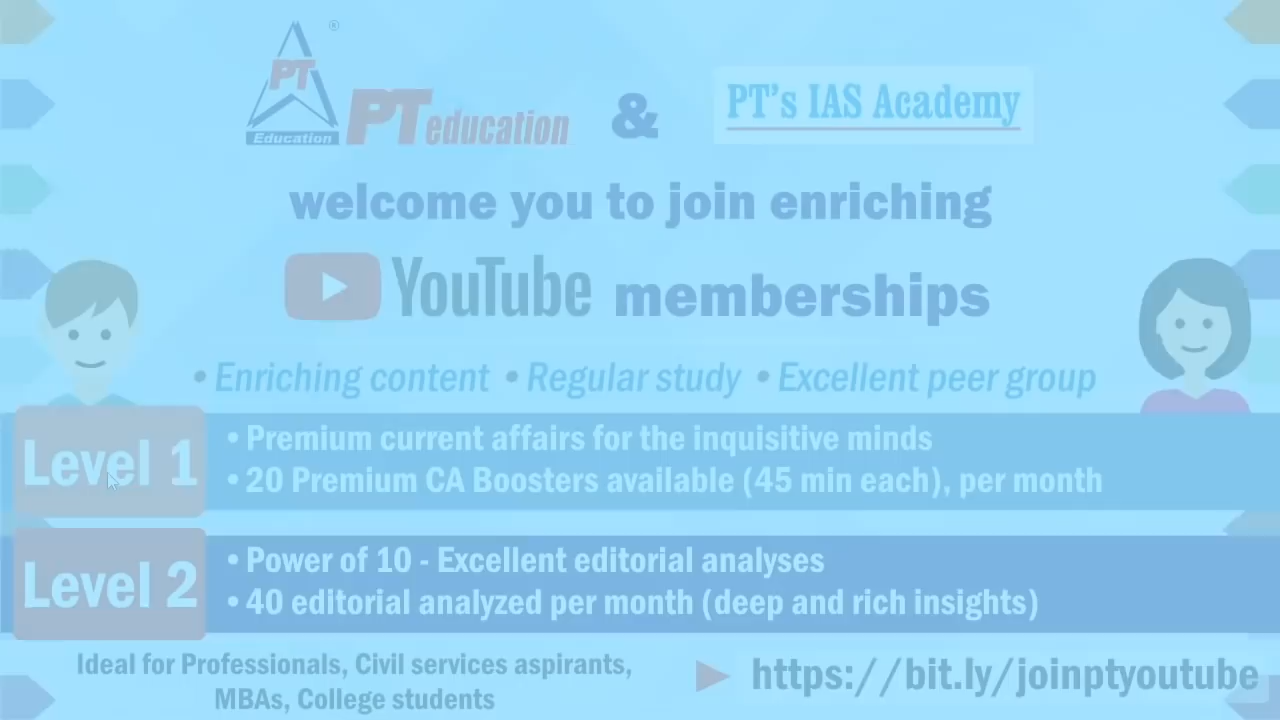 ®
PT
Education
PT education & PT's IAS Academy
welcome you to join enriching
YouTube memberships
• Enriching content • Regular study • Excellent peer group
Level 1
• Premium current affairs for the inquisitive minds
• 20 Premium CA Boosters available (45 min each), per month
Level 2
• Power of 10 - Excellent editorial analyses
• 40 editorial analyzed per month (deep and rich insights)
Ideal for Professionals, Civil services aspirants,
MBAs, College students
https://bit.ly/joinptyoutube